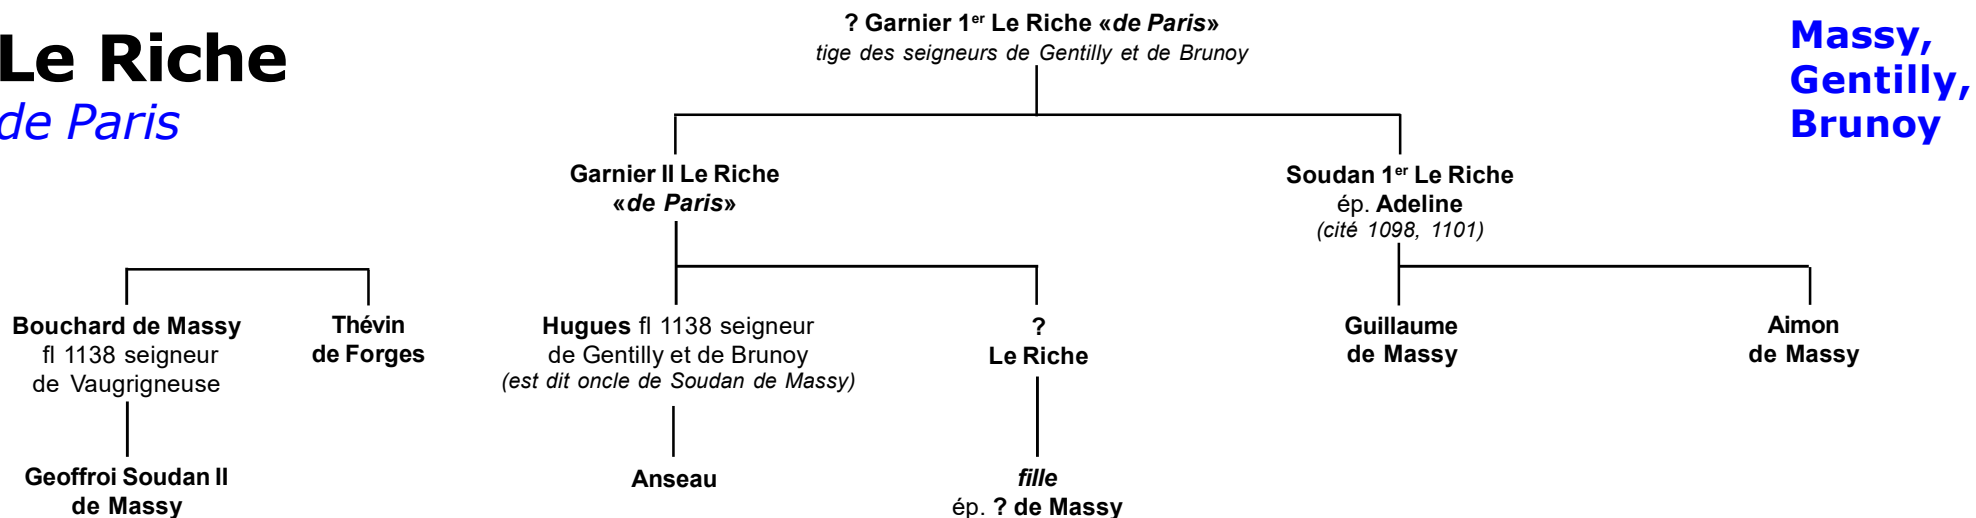 Le Riche
de Paris
? Garnier 1er Le Riche «de Paris»
tige des seigneurs de Gentilly et de Brunoy
Massy,
Gentilly,
Brunoy
Garnier II Le Riche
«de Paris»
Soudan 1er Le Riche
ép. Adeline
(cité 1098, 1101)
Bouchard de Massy
fl 1138 seigneur
de Vaugrigneuse
Thévin
de Forges
Hugues fl 1138 seigneur
de Gentilly et de Brunoy
(est dit oncle de Soudan de Massy)
?
Le Riche
Guillaume
de Massy
Aimon
de Massy
Geoffroi Soudan II
de Massy
Anseau
fille
ép. ? de Massy